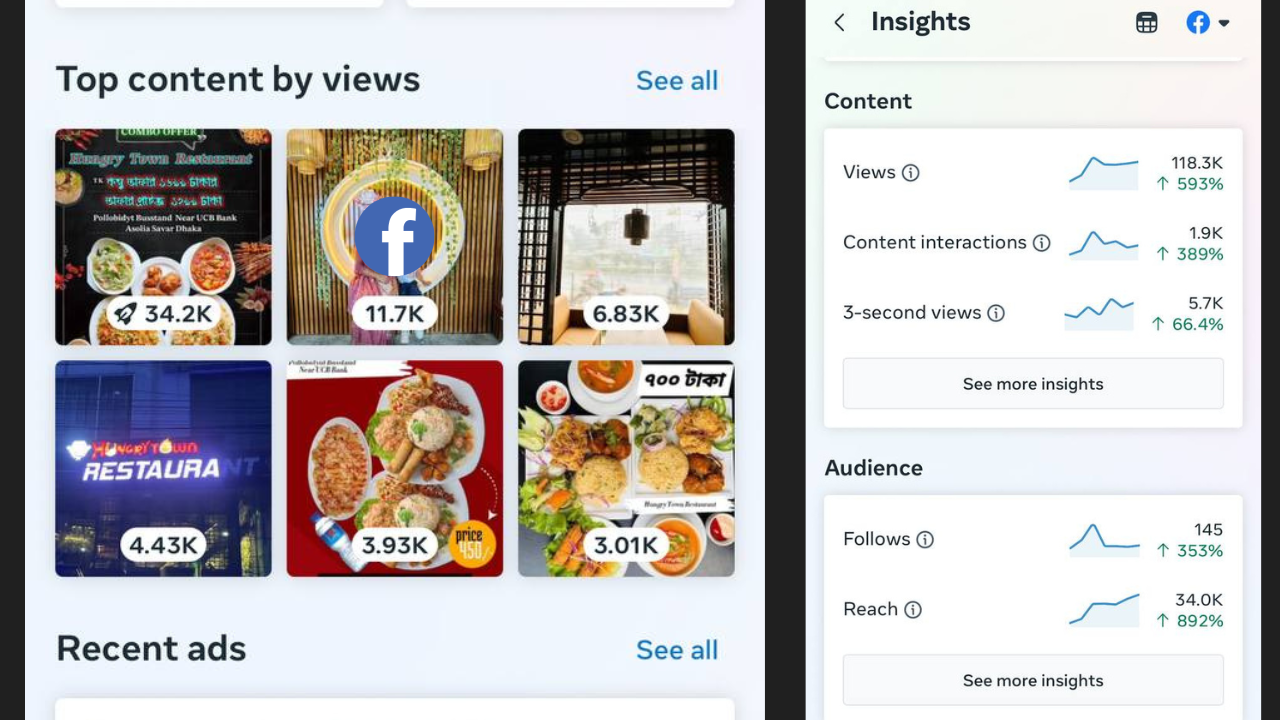 Top content by views
See all
COMBO OFFER
Hungry Town Restaurant
Pollobidyt Busstand Near UCB Bank
Asolia Savar Dhaka
34.2K
f
11.7K
6.83K
HUNGRY TOWN
RESTAURANT
4.43K
Near UCB Bank
price
450/
3.93K
৭০০ টাকা
Hungry Town Restaurant
3.01K
Recent ads
See all
Insights
Content
Views
118.3K
↑ 593%
Content interactions
1.9K
↑ 389%
3-second views
5.7K
↑ 66.4%
See more insights
Audience
Follows
145
↑ 353%
Reach
34.0K
↑ 892%
See more insights